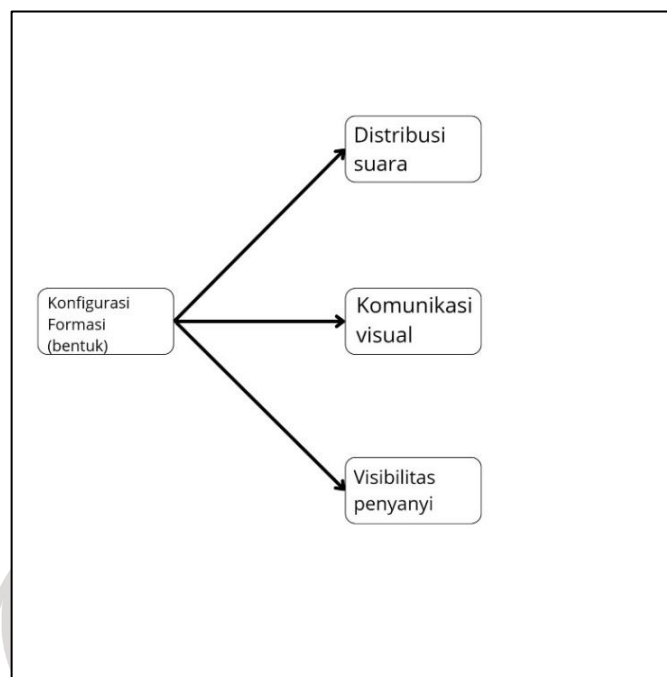 Distribusi
suara
Konfigurasi
Formasi
(bentuk)
Komunikasi
visual
Visibilitas
penyanyi